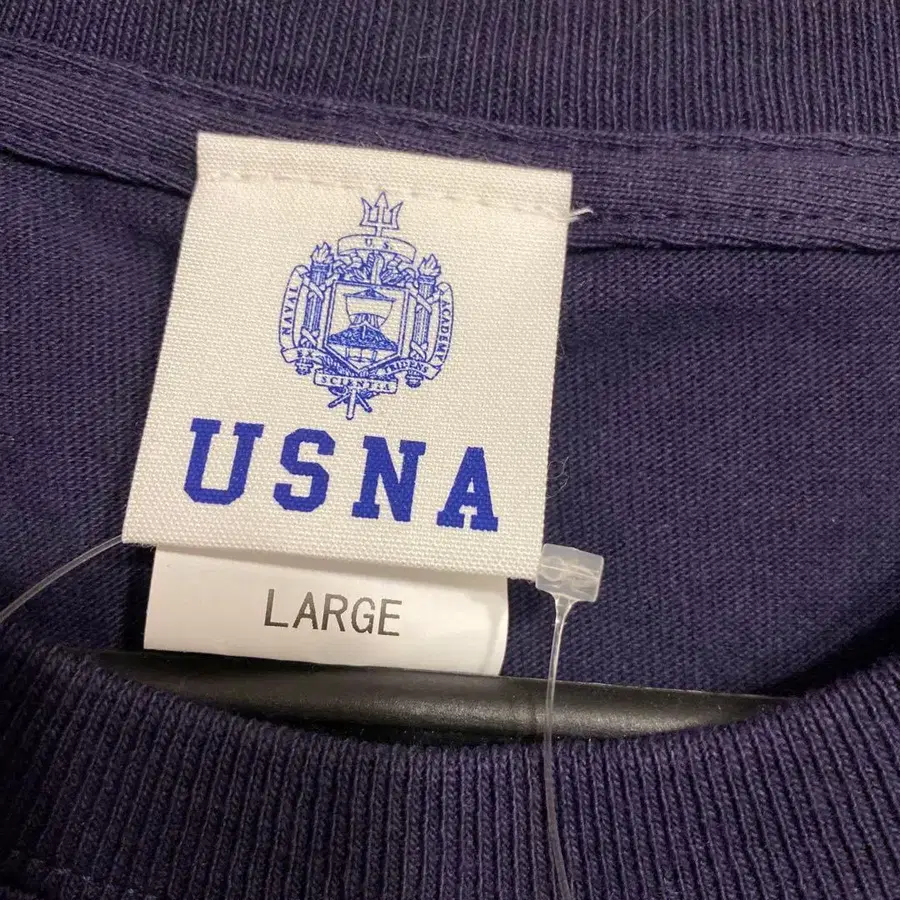 U.S.
NAVAL
ACADEMY
EX
TRIDENS
SCIENTIA
USNA
LARGE